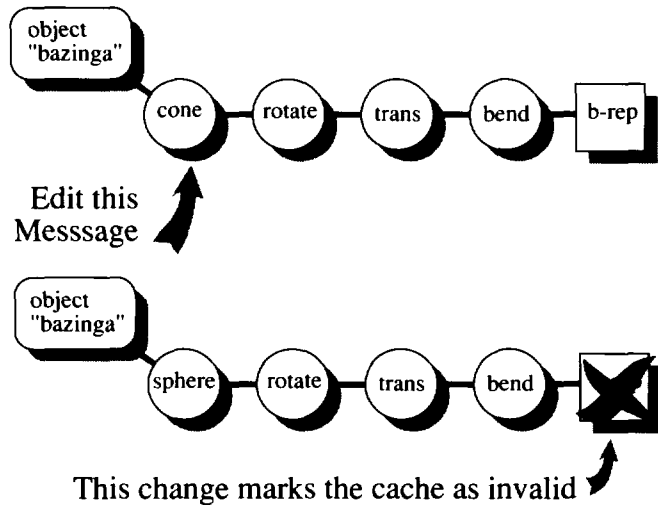 object
"bazinga"
cone
rotate
trans
bend
b-rep
Edit this
Messsage
object
"bazinga"
sphere
rotate
trans
bend
This change marks the cache as invalid